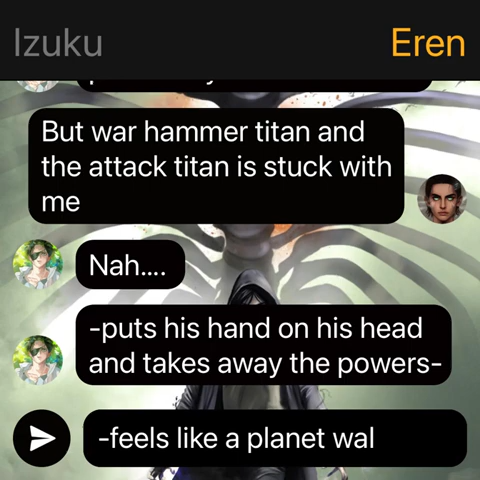 Izuku
Eren
But war hammer titan and
the attack titan is stuck with
me
Nah....
-puts his hand on his head
and takes away the powers-
-feels like a planet wal